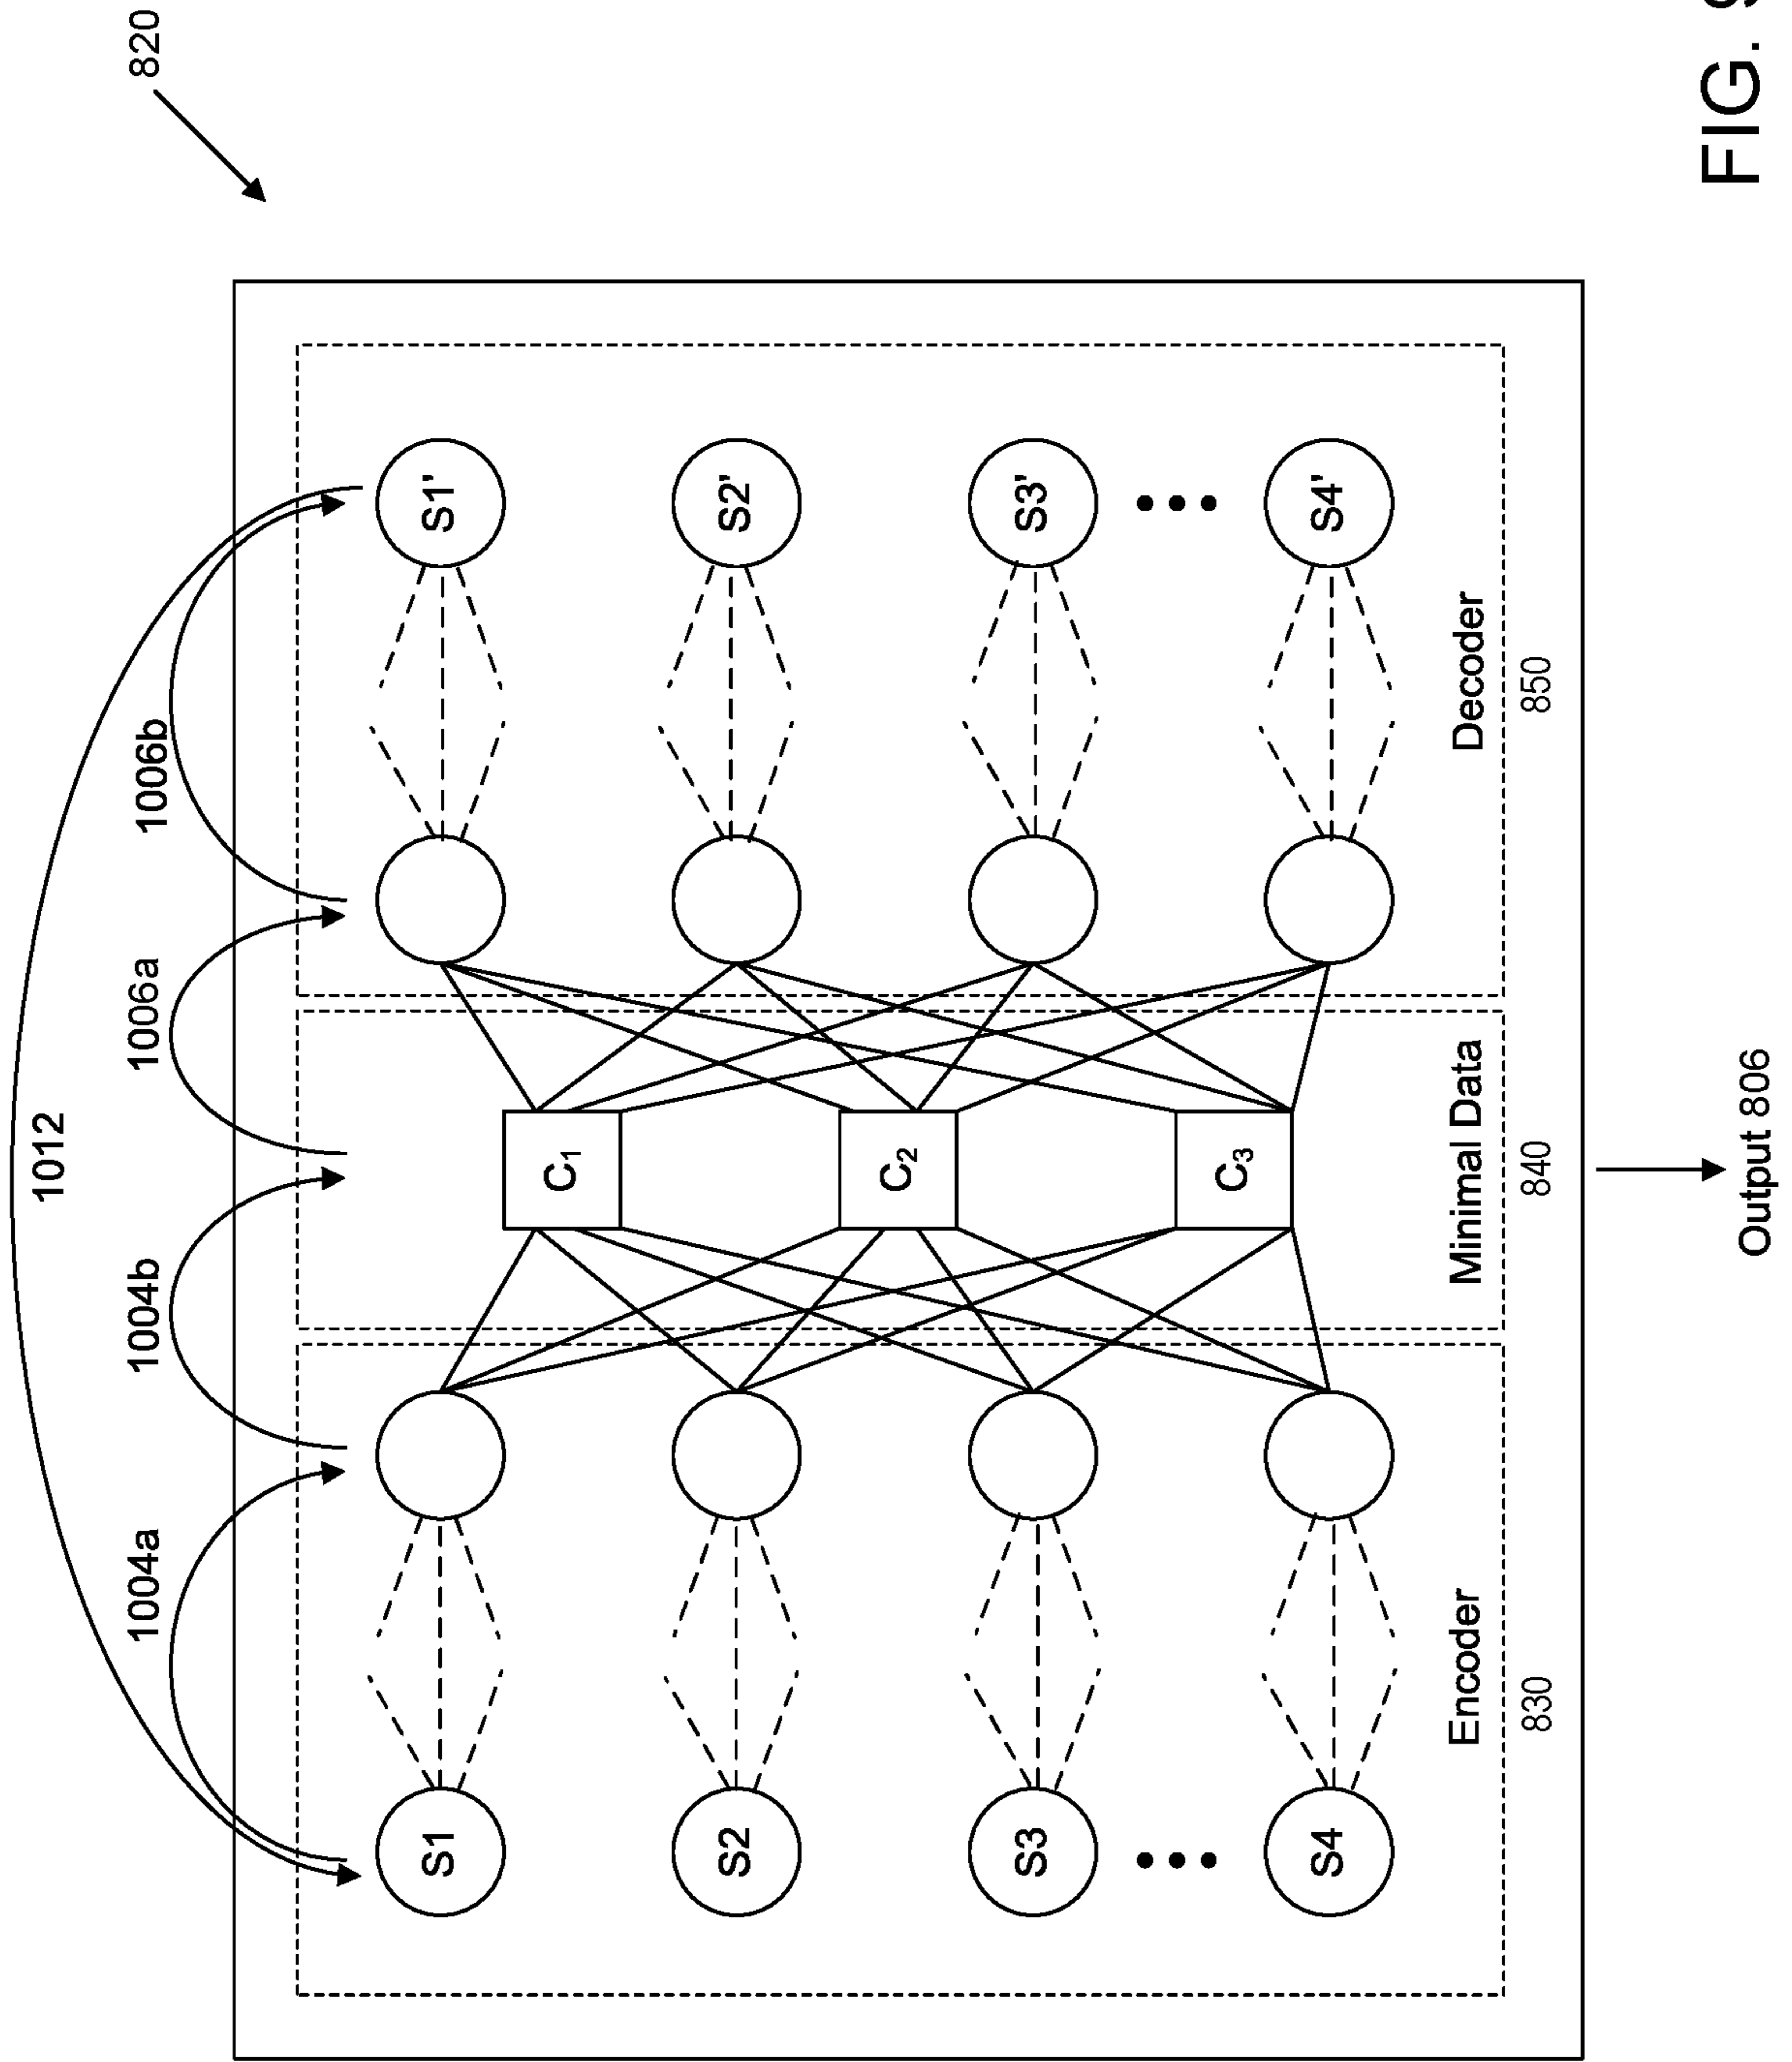 1012
820
1004a
1004b
1006a
1006b
S1
S1'
C₁
S2
S2'
C₂
S3
S3'
C₃
S4
S4'
Encoder
Minimal Data
Decoder
830
840
850
Output 806
FIG.